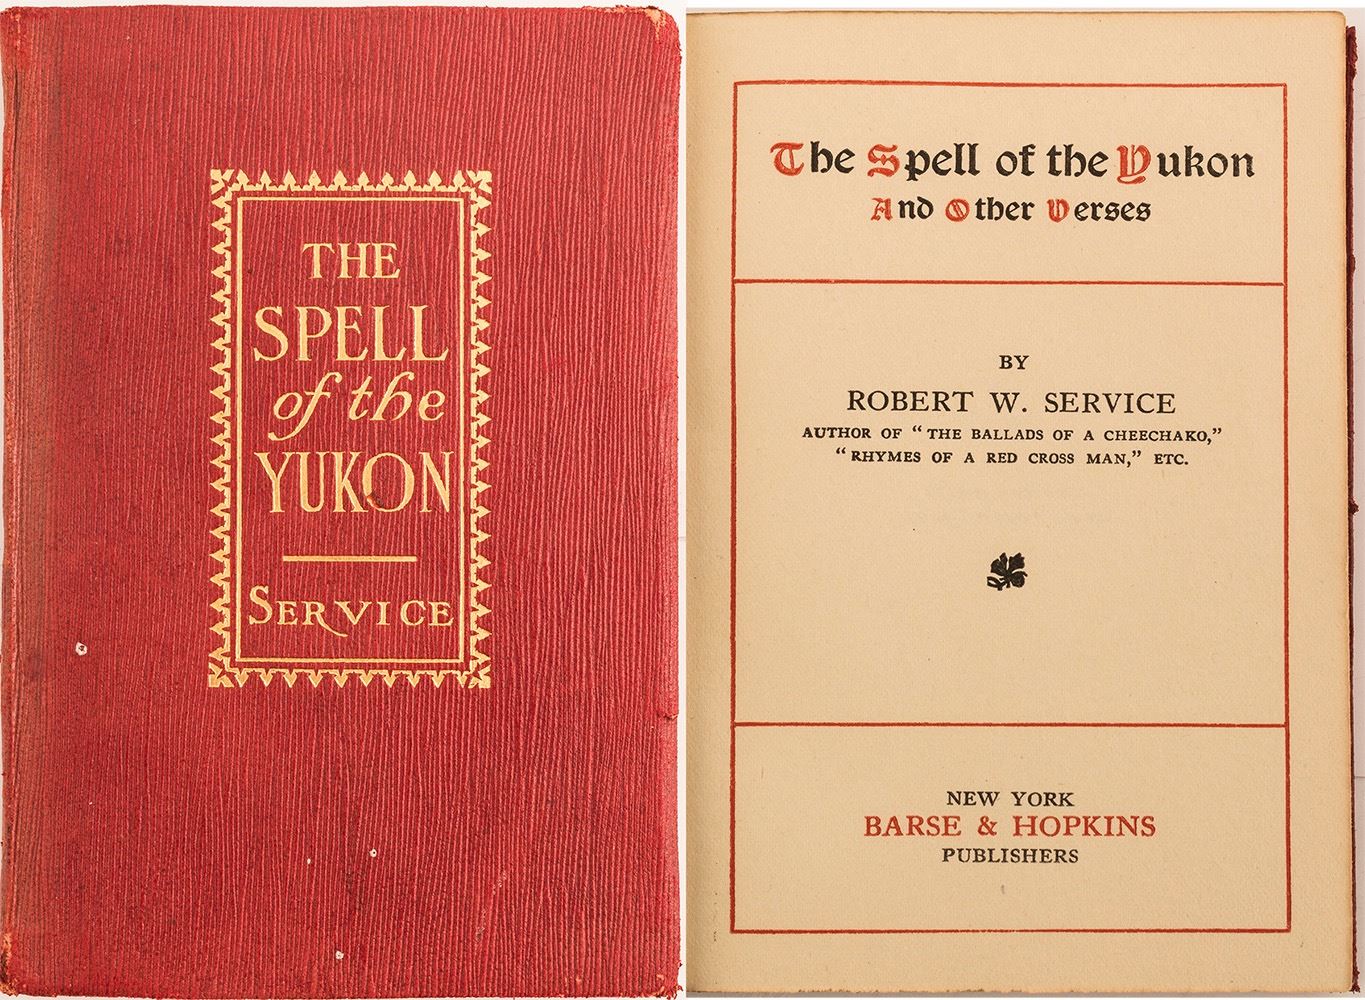 THE
SPELL
of the
YUKON
SERVICE
The Spell of the Yukon
And Other Verses
BY
ROBERT W. SERVICE
AUTHOR OF “ THE BALLADS OF A CHEECHAKO,”
“ RHYMES OF A RED CROSS MAN,” ETC.
NEW YORK
BARSE & HOPKINS
PUBLISHERS